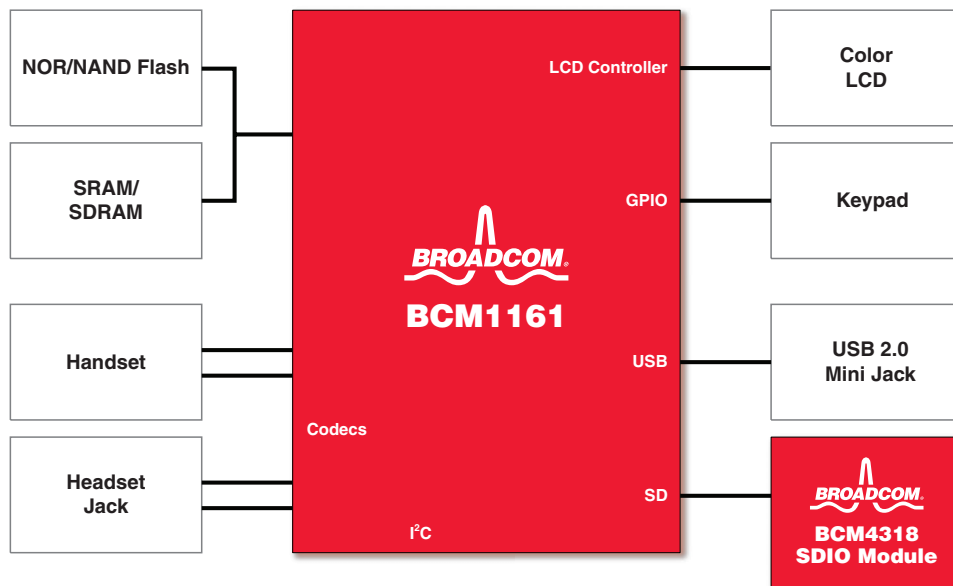 NOR/NAND Flash
SRAM/
SDRAM
Handset
Headset
Jack
LCD Controller
GPIO
BROADCOM®
BCM1161
USB
Codecs
SD
I²C
Color
LCD
Keypad
USB 2.0
Mini Jack
BROADCOM®
BCM4318
SDIO Module